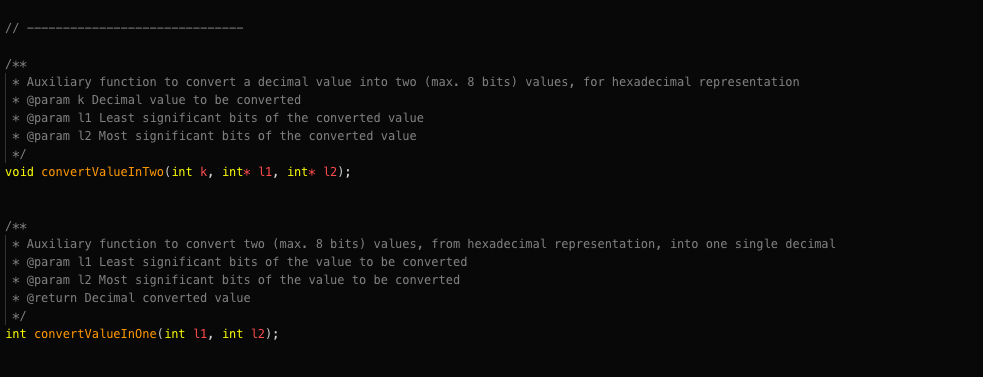 // ------------------------------
/**
* Auxiliary function to convert a decimal value into two (max. 8 bits) values, for hexadecimal representation
* @param k Decimal value to be converted
* @param l1 Least significant bits of the converted value
* @param l2 Most significant bits of the converted value
*/
void convertValueInTwo(int k, int* l1, int* l2);
/**
* Auxiliary function to convert two (max. 8 bits) values, from hexadecimal representation, into one single decimal
* @param l1 Least significant bits of the value to be converted
* @param l2 Most significant bits of the value to be converted
* @return Decimal converted value
*/
int convertValueInOne(int l1, int l2);